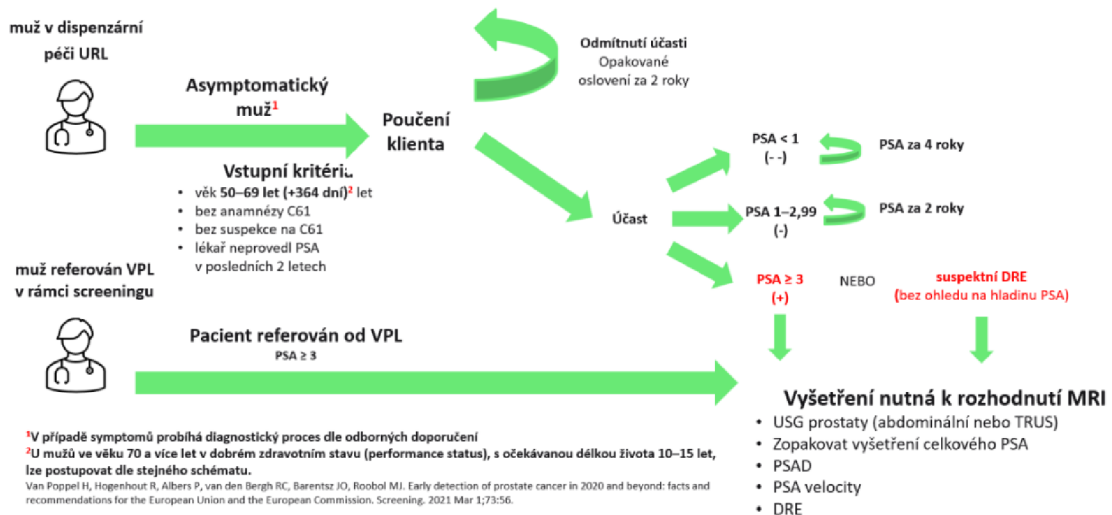 muž v dispenzární
péči URL
Asymptomatický
muž¹
Vstupní kritéria
• věk 50–69 let (+364 dní)² let
• bez anamnézy C61
• bez suspekce na C61
• lékař neprovedl PSA
v posledních 2 letech
Poučení
klienta
Odmítnutí účasti
Opakované
oslovení za 2 roky
Účast
PSA < 1
(- -)
PSA za 4 roky
PSA 1–2,99
(-)
PSA za 2 roky
PSA ≥ 3
(+)
NEBO
suspektní DRE
(bez ohledu na hladinu PSA)
muž referován VPL
v rámci screeningu
Pacient referován od VPL
PSA ≥ 3
Vyšetření nutná k rozhodnutí MRI
• USG prostaty (abdominální nebo TRUS)
• Zopakovat vyšetření celkového PSA
• PSAD
• PSA velocity
• DRE
¹V případě symptomů probíhá diagnostický proces dle odborných doporučení
²U mužů ve věku 70 a více let v dobrém zdravotním stavu (performance status), s očekávanou délkou života 10–15 let,
lze postupovat dle stejného schématu.
Van Poppel H, Hogenhout R, Albers P, van den Bergh RC, Barentsz JO, Roobol MJ. Early detection of prostate cancer in 2020 and beyond: facts and
recommendations for the European Union and the European Commission. Screening. 2021 Mar 1;73:56.